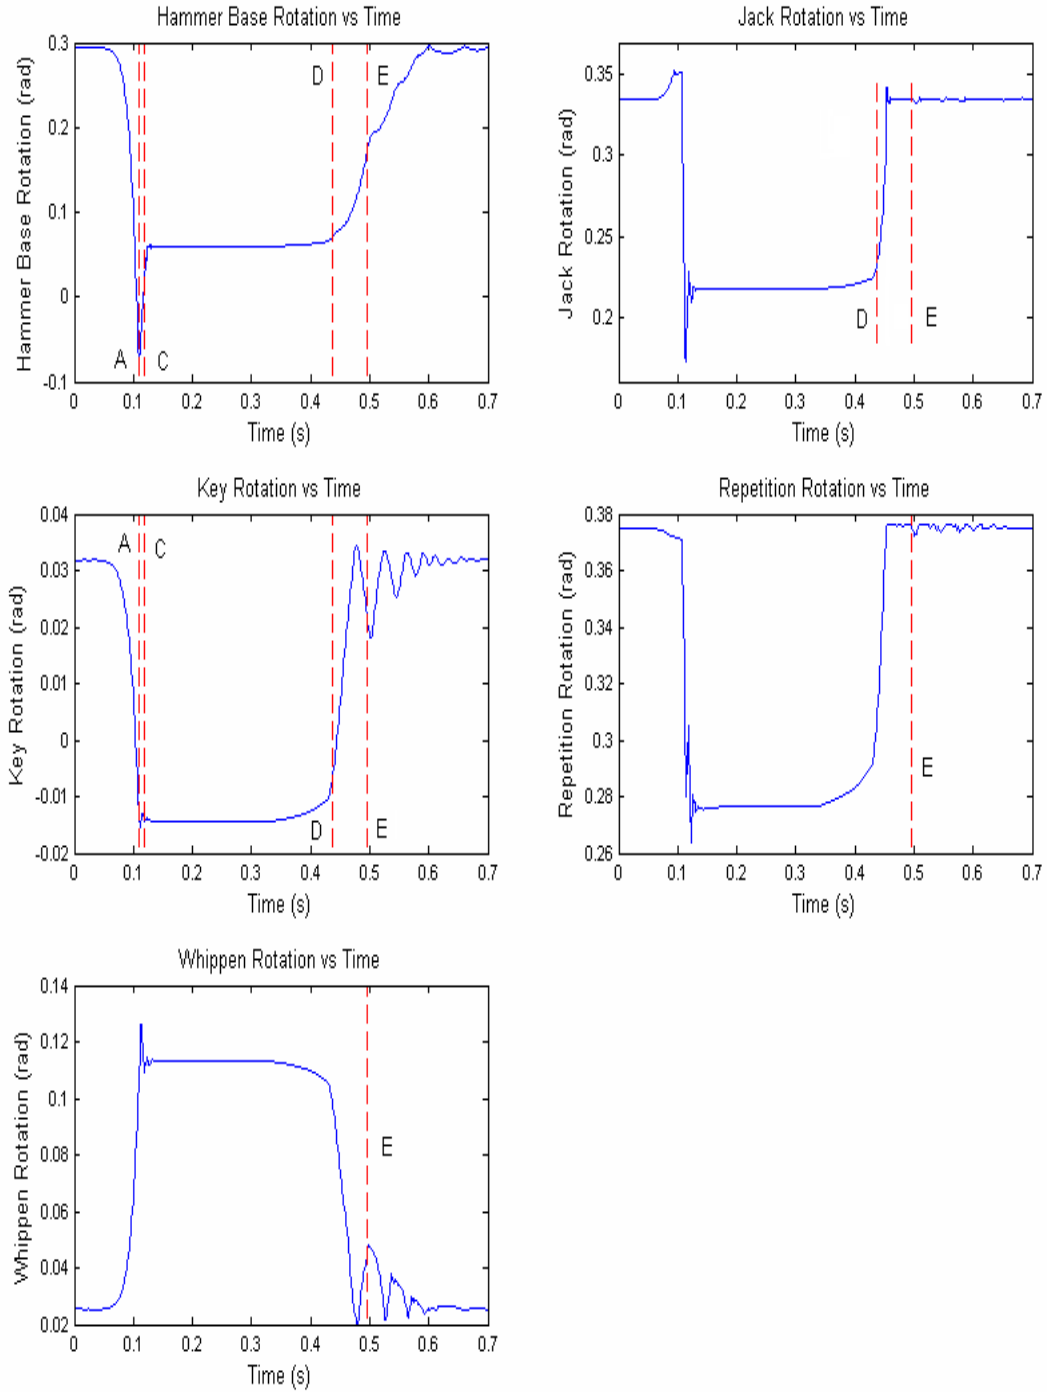 Hammer Base Rotation vs Time
Hammer Base Rotation (rad)
0.3
0.2
0.1
0
-0.1
D
E
A
C
0 0.1 0.2 0.3 0.4 0.5 0.6 0.7
Time (s)
Jack Rotation vs Time
Jack Rotation (rad)
0.35
0.3
0.25
0.2
D
E
0 0.1 0.2 0.3 0.4 0.5 0.6 0.7
Time (s)
Key Rotation vs Time
Key Rotation (rad)
0.04
0.03
0.02
0.01
0
-0.01
-0.02
A
C
D
E
0 0.1 0.2 0.3 0.4 0.5 0.6 0.7
Time (s)
Repetition Rotation vs Time
Repetition Rotation (rad)
0.38
0.36
0.34
0.32
0.3
0.28
0.26
E
0 0.1 0.2 0.3 0.4 0.5 0.6 0.7
Time (s)
Whippen Rotation vs Time
Whippen Rotation (rad)
0.14
0.12
0.1
0.08
0.06
0.04
0.02
E
0 0.1 0.2 0.3 0.4 0.5 0.6 0.7
Time (s)